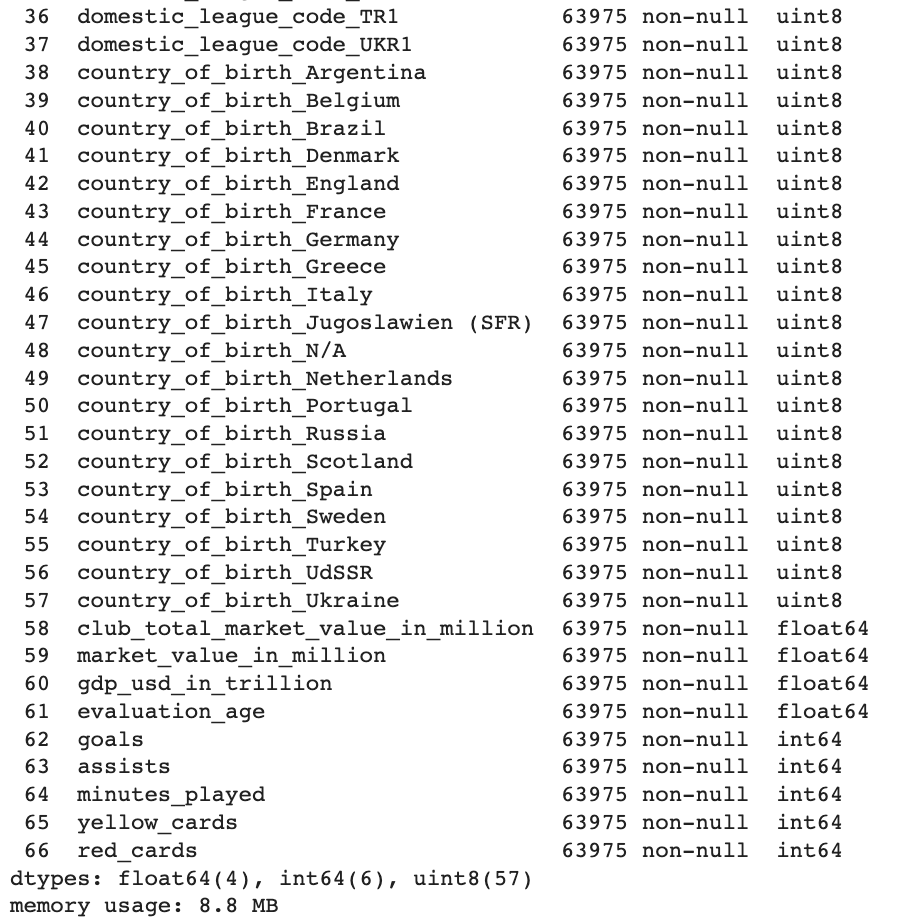 36 domestic_league_code_TR1 63975 non-null uint8
37 domestic_league_code_UKR1 63975 non-null uint8
38 country_of_birth_Argentina 63975 non-null uint8
39 country_of_birth_Belgium 63975 non-null uint8
40 country_of_birth_Brazil 63975 non-null uint8
41 country_of_birth_Denmark 63975 non-null uint8
42 country_of_birth_England 63975 non-null uint8
43 country_of_birth_France 63975 non-null uint8
44 country_of_birth_Germany 63975 non-null uint8
45 country_of_birth_Greece 63975 non-null uint8
46 country_of_birth_Italy 63975 non-null uint8
47 country_of_birth_Jugoslawien (SFR) 63975 non-null uint8
48 country_of_birth_N/A 63975 non-null uint8
49 country_of_birth_Netherlands 63975 non-null uint8
50 country_of_birth_Portugal 63975 non-null uint8
51 country_of_birth_Russia 63975 non-null uint8
52 country_of_birth_Scotland 63975 non-null uint8
53 country_of_birth_Spain 63975 non-null uint8
54 country_of_birth_Sweden 63975 non-null uint8
55 country_of_birth_Turkey 63975 non-null uint8
56 country_of_birth_UdSSR 63975 non-null uint8
57 country_of_birth_Ukraine 63975 non-null uint8
58 club_total_market_value_in_million 63975 non-null float64
59 market_value_in_million 63975 non-null float64
60 gdp_usd_in_trillion 63975 non-null float64
61 evaluation_age 63975 non-null float64
62 goals 63975 non-null int64
63 assists 63975 non-null int64
64 minutes_played 63975 non-null int64
65 yellow_cards 63975 non-null int64
66 red_cards 63975 non-null int64
dtypes: float64(4), int64(6), uint8(57)
memory usage: 8.8 MB